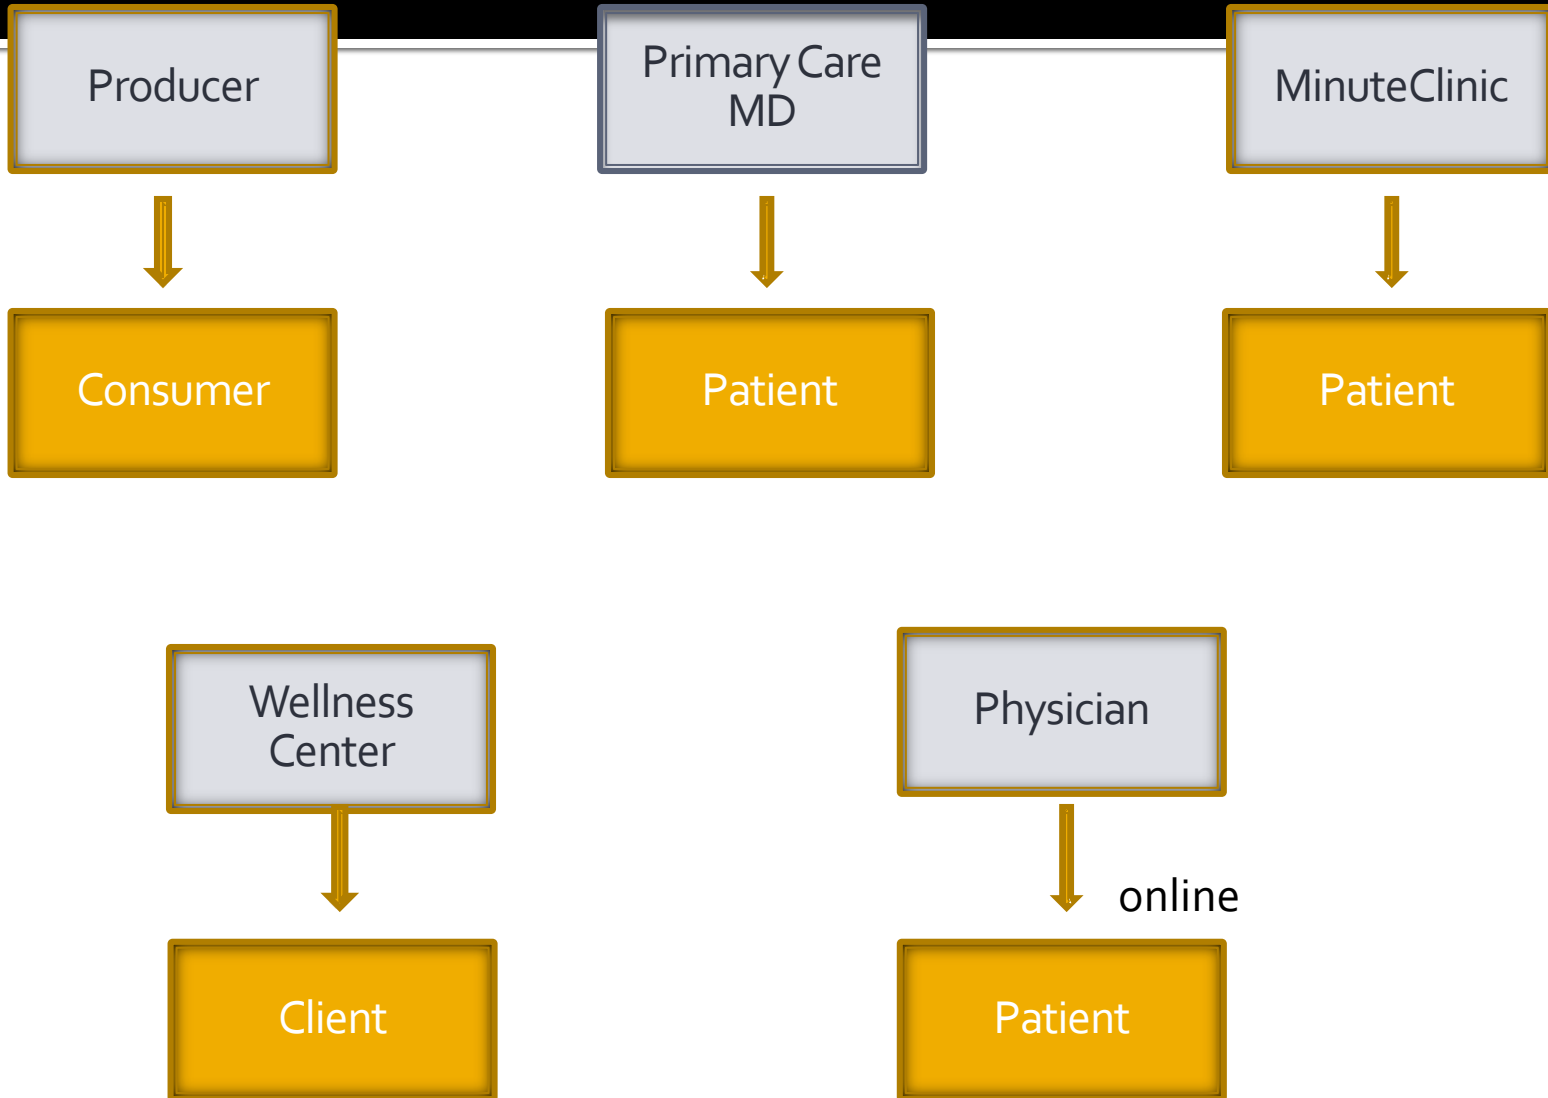 Producer
Primary Care
MD
MinuteClinic
Consumer
Patient
Patient
Wellness
Center
Physician
online
Client
Patient